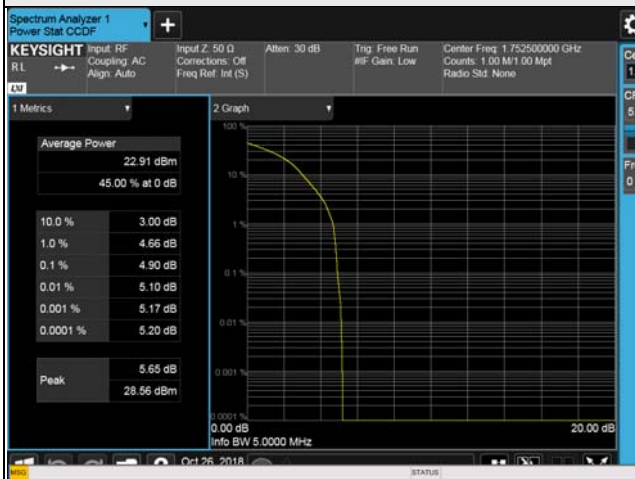 Spectrum Analyzer 1
Power Stat CCDF
+
KEYSIGHT
RL
LXI
Input: RF
Coupling: AC
Align: Auto
Input Z: 50 Ω
Corrections: Off
Freq Ref: Int (S)
Atten: 30 dB
Trig: Free Run
#IF Gain: Low
Center Freq: 1.752500000 GHz
Counts: 1.00 M/1.00 Mpt
Radio Std: None
1 Metrics
Average Power
22.91 dBm
45.00 % at 0 dB
10.0 % 3.00 dB
1.0 % 4.66 dB
0.1 % 4.90 dB
0.01 % 5.10 dB
0.001 % 5.17 dB
0.0001 % 5.20 dB
Peak
5.65 dB
28.56 dBm
2 Graph
100 %
10 %
1 %
0.1 %
0.01 %
0.001 %
0.0001 %
0.00 dB 20.00 dB
Info BW 5.0000 MHz
Oct 26, 2018
MSG STATUS